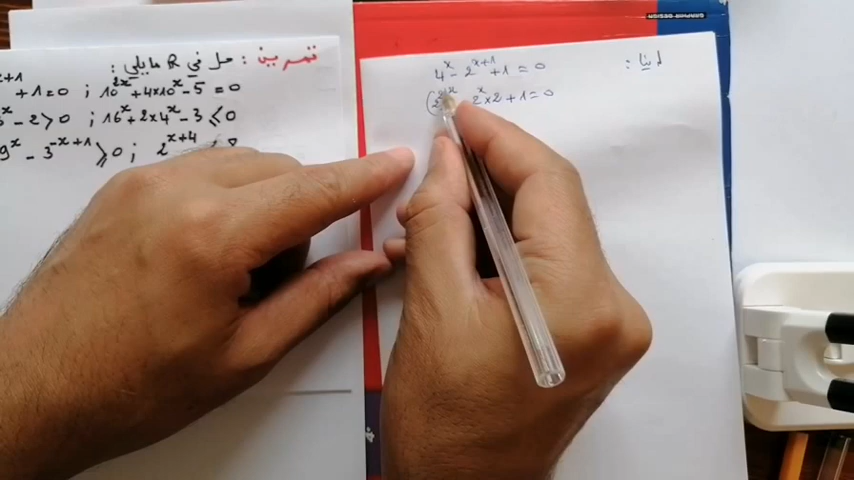 تمرين: حل في R مايلي:
x+1 +1=0 ; 10^2x+4×10^x-5=0
-2>0 ; 16^x+2×4^x-3⩽0
9^x-3^-x+1⩾0 ; 2^x+4
لدينا:
4^x-2^x+1+1=0
2^x×2+1=0